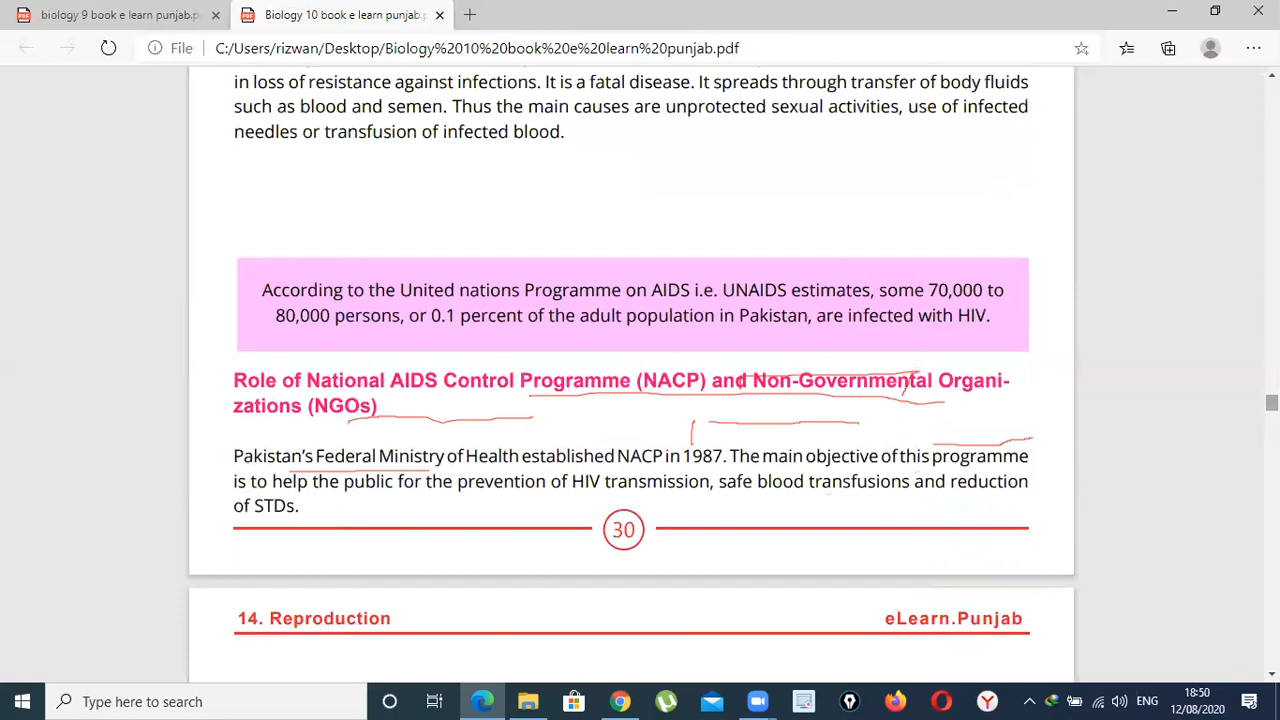 biology 9 book e learn punjab.p
Biology 10 book e learn punjab.
File C:/Users/rizwan/Desktop/Biology%2010%20book%20e%20learn%20punjab.pdf
in loss of resistance against infections. It is a fatal disease. It spreads through transfer of body fluids
such as blood and semen. Thus the main causes are unprotected sexual activities, use of infected
needles or transfusion of infected blood.
According to the United nations Programme on AIDS i.e. UNAIDS estimates, some 70,000 to
80,000 persons, or 0.1 percent of the adult population in Pakistan, are infected with HIV.
Role of National AIDS Control Programme (NACP) and Non-Governmental Organi-
zations (NGOs)
Pakistan's Federal Ministry of Health established NACP in 1987. The main objective of this programme
is to help the public for the prevention of HIV transmission, safe blood transfusions and reduction
of STDs.
30
14. Reproduction eLearn.Punjab
Type here to search
ENG
18:50
12/08/2020